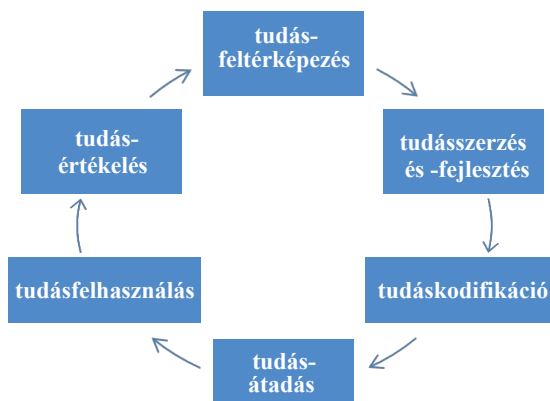 tudás-
feltérképezés
tudásszerzés
és -fejlesztés
tudáskodifikáció
tudás-
átadás
tudásfelhasználás
tudás-
értékelés